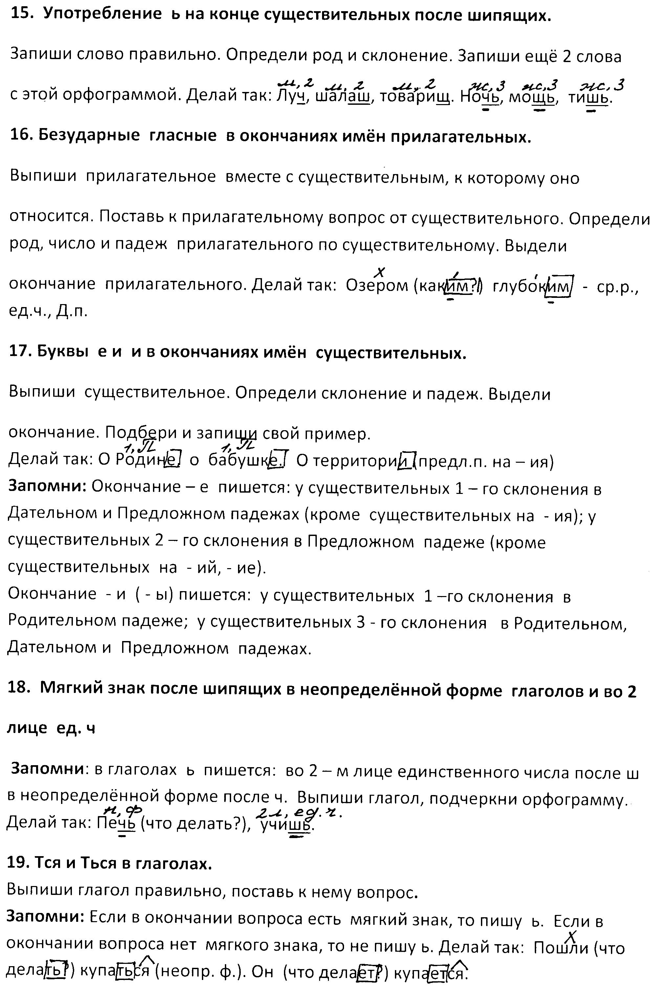 15. Употребление ь на конце существительных после шипящих.
Запиши слово правильно. Определи род и склонение. Запиши ещё 2 слова
м, 2 м, 2 м, 2 ж, 3 ж,3 ж, 3
с этой орфограммой. Делай так: Луч, шалаш, товарищ. Ночь, мощь, тишь.
16. Безударные гласные в окончаниях имён прилагательных.
Выпиши прилагательное вместе с существительным, к которому оно
относится. Поставь к прилагательному вопрос от существительного. Определи
род, число и падеж прилагательного по существительному. Выдели
х
окончание прилагательного. Делай так: Озером (каким?) глубоким - ср.р.,
ед.ч., Д.п.
17. Буквы е и и в окончаниях имён существительных.
Выпиши существительное. Определи склонение и падеж. Выдели
окончание. Подбери и запиши свой пример.
1, П 1, П
Делай так: О Родине, о бабушке. О территории (предл.п. на – ия)
Запомни: Окончание – е пишется: у существительных 1 – го склонения в
Дательном и Предложном падежах (кроме существительных на - ия); у
существительных 2 – го склонения в Предложном падеже (кроме
существительных на - ий, - ие).
Окончание - и ( - ы) пишется: у существительных 1 –го склонения в
Родительном падеже; у существительных 3 - го склонения в Родительном,
Дательном и Предложном падежах.
18. Мягкий знак после шипящих в неопределённой форме глаголов и во 2
лице ед. ч
Запомни: в глаголах ь пишется: во 2 – м лице единственного числа после ш
в неопределённой форме после ч. Выпиши глагол, подчеркни орфограмму.
н, ф 2 л, ед. ч.
Делай так: Печь (что делать?), учишь.
19. Тся и Ться в глаголах.
Выпиши глагол правильно, поставь к нему вопрос.
Запомни: Если в окончании вопроса есть мягкий знак, то пишу ь. Если в
х
окончании вопроса нет мягкого знака, то не пишу ь. Делай так: Пошли (что
делать?) купаться (неопр. ф.). Он (что делает?) купается.